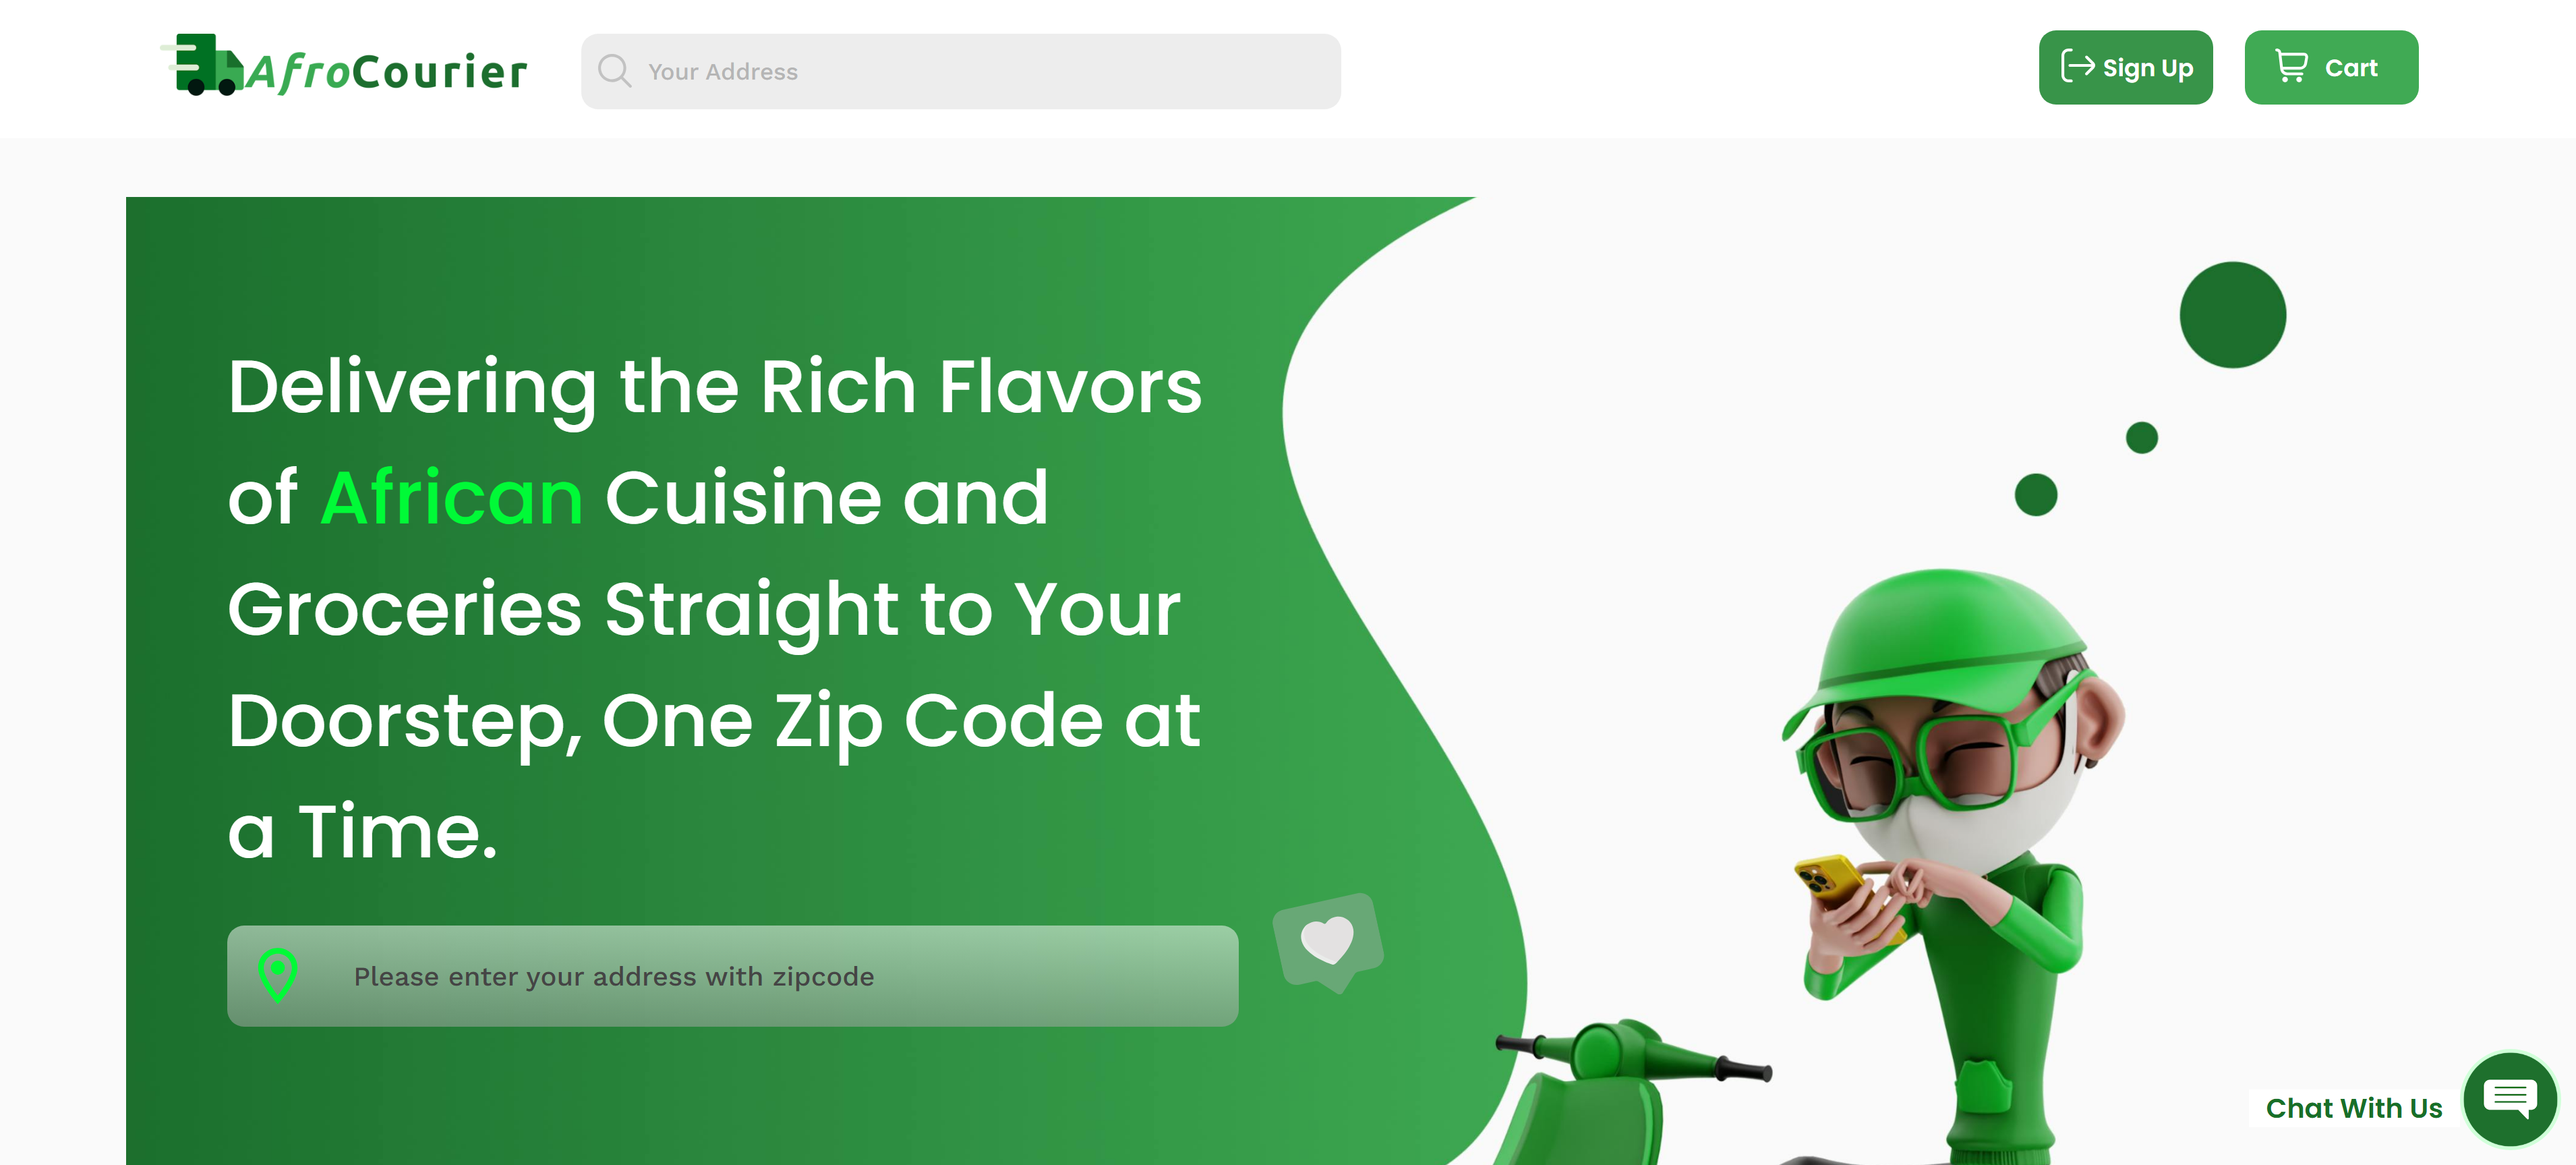 AfroCourier
Your Address
Sign Up
Cart
Delivering the Rich Flavors
of African Cuisine and
Groceries Straight to Your
Doorstep, One Zip Code at
a Time.
Please enter your address with zipcode
Chat With Us